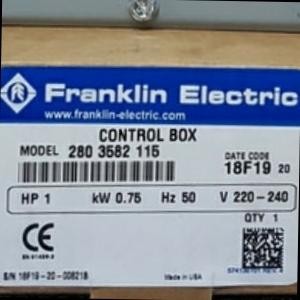 Franklin Electric
www.franklin-electric.com
CONTROL BOX
MODEL 280 3582 115
DATE CODE
18F19 20
HP 1 kW 0.75 Hz 50 V 220-240
QTY 1
CE
S/N 18F19-20-00821B
Made in USA